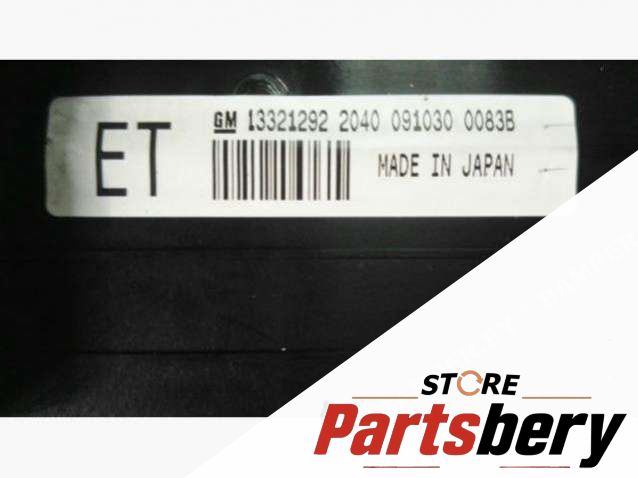 ET
GM 13321292 2040 091030 0083B
MADE IN JAPAN
STORE
Partsbery